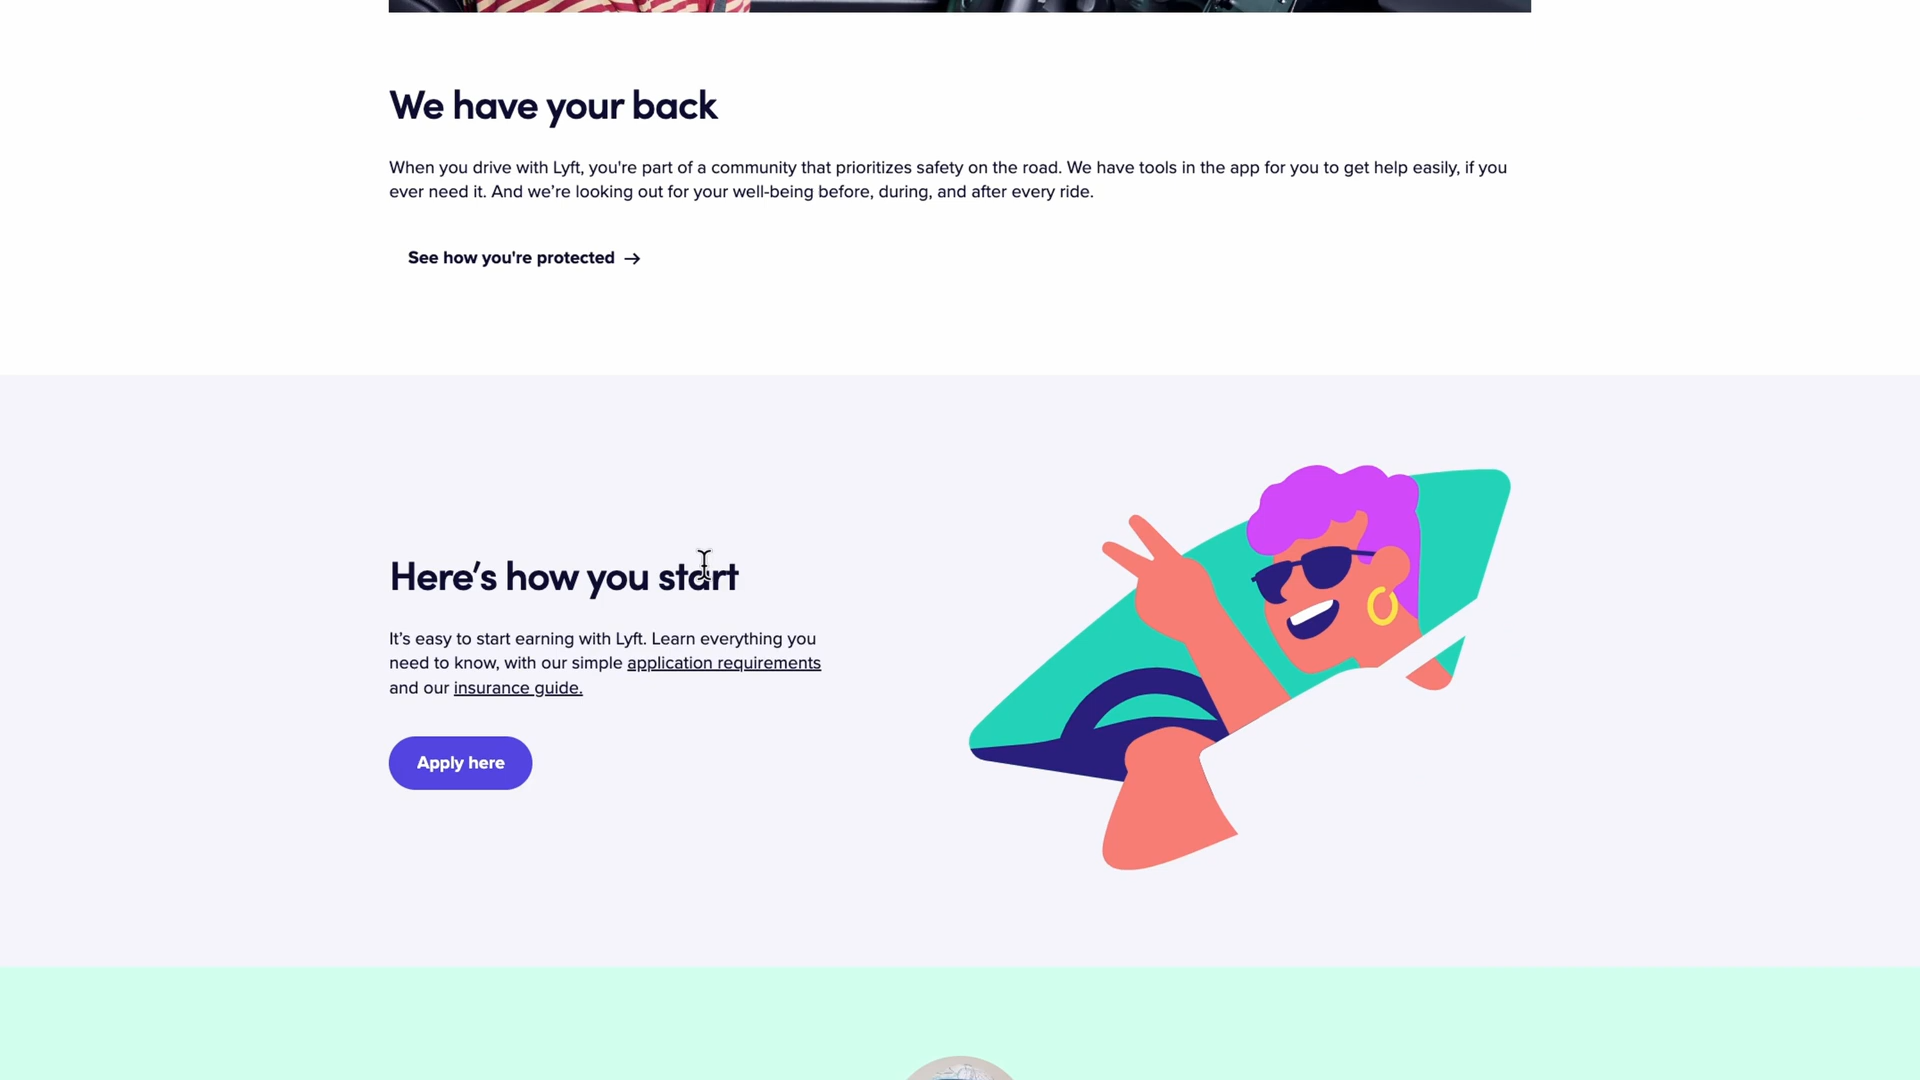 We have your back
When you drive with Lyft, you're part of a community that prioritizes safety on the road. We have tools in the app for you to get help easily, if you
ever need it. And we’re looking out for your well-being before, during, and after every ride.
See how you're protected →
Here’s how you start
It’s easy to start earning with Lyft. Learn everything you
need to know, with our simple application requirements
and our insurance guide.
Apply here